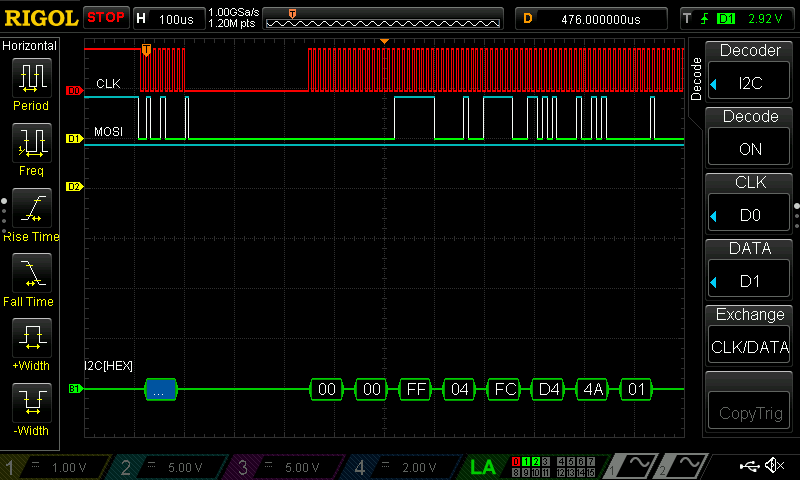 RIGOL STOP H 100us 1.00GSa/s D 476.000000us T D1 2.92 V
1.20M pts
T
Horizontal
Period
Freq
Rise Time
Fall Time
+Width
-Width
T
CLK
D0
MOSI
D1
D2
I2C[HEX]
B1 ... 00 00 FF 04 FC D4 4A 01
Decode
Decoder
I2C
Decode
ON
CLK
D0
DATA
D1
Exchange
CLK/DATA
CopyTrig
1 1.00 V 2 5.00 V 3 5.00 V 4 2.00 V LA 0 1 2 3 4 5 6 7 1 2
8 9 10 11 12 13 14 15